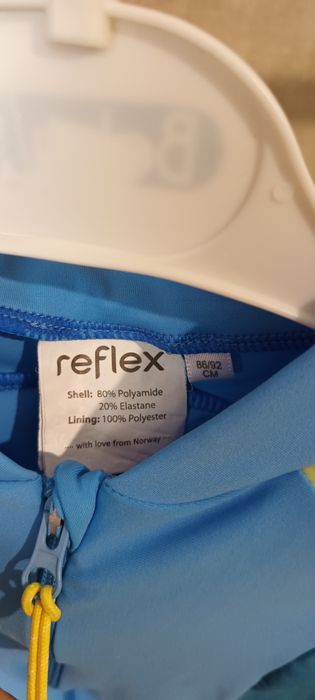 reflex
86/92
CM
Shell: 80% Polyamide
20% Elastane
Lining: 100% Polyester
---- with love from Norway ----